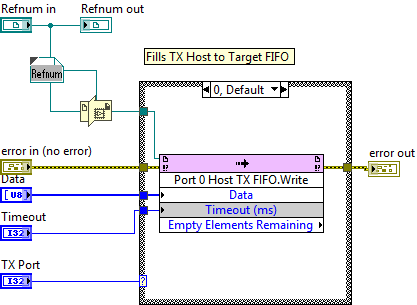 Refnum in
Refnum out
Refnum
Fills TX Host to Target FIFO
0, Default
error in (no error)
error out
Data
U8
Port 0 Host TX FIFO.Write
Data
Timeout
Timeout (ms)
I32
Empty Elements Remaining
TX Port
I32
?